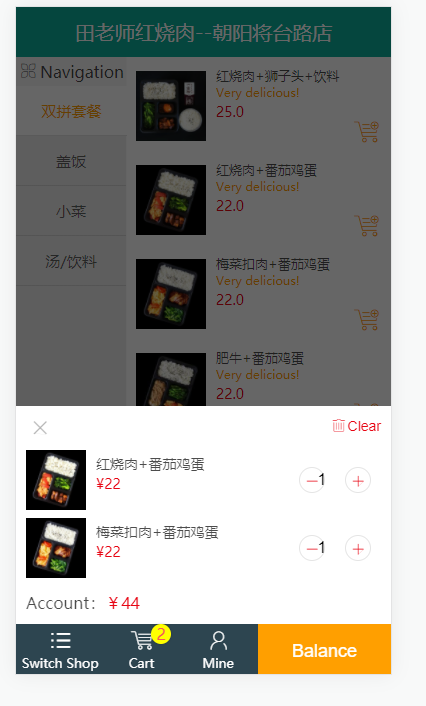 田老师红烧肉--朝阳将台路店
Navigation
双拼套餐
盖饭
小菜
汤/饮料
红烧肉+狮子头+饮料
Very delicious!
25.0
红烧肉+番茄鸡蛋
Very delicious!
22.0
梅菜扣肉+番茄鸡蛋
Very delicious!
22.0
肥牛+番茄鸡蛋
Very delicious!
22.0
Clear
红烧肉+番茄鸡蛋
¥22
1
梅菜扣肉+番茄鸡蛋
¥22
1
Account: ¥ 44
Switch Shop
Cart
2
Mine
Balance